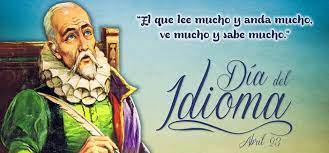 "El que lee mucho y anda mucho,
ve mucho y sabe mucho."
Día del
Idioma
Abril 23